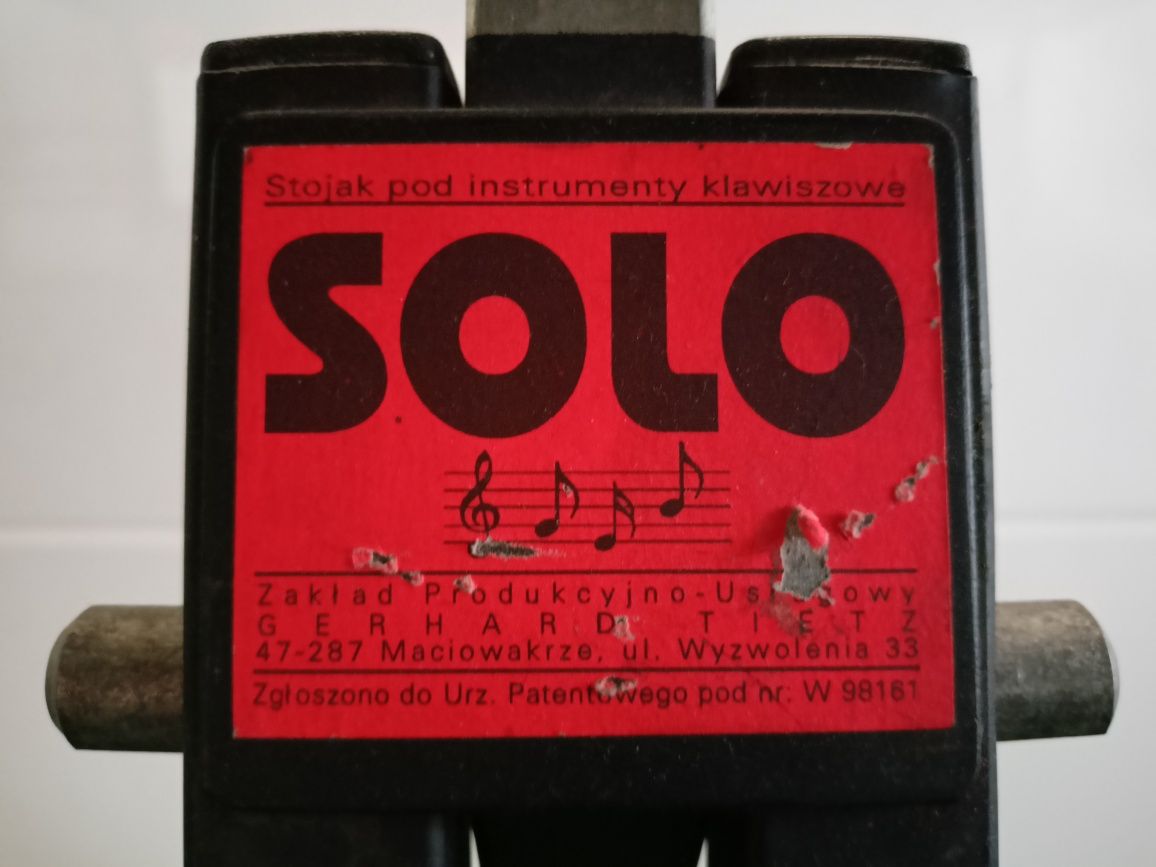 Stojak pod instrumenty klawiszowe
SOLO
Zakład Produkcyjno-Usługowy
GERHARD TIETZ
47-287 Maciowakrze, ul. Wyzwolenia 33
Zgłoszono do Urz. Patentowego pod nr: W 98161